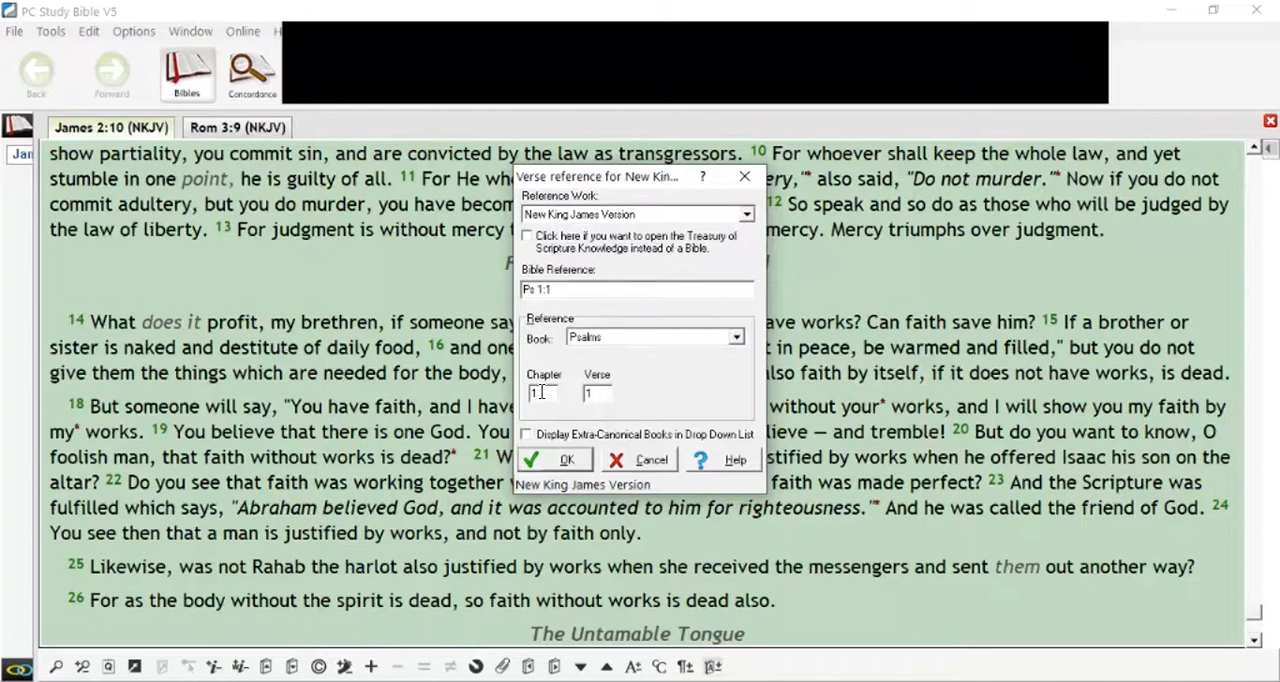 PC Study Bible V5
File Tools Edit Options Window Online H
Back Forward Bibles Concordance
James 2:10 (NKJV) Rom 3:9 (NKJV)
Jan
show partiality, you commit sin, and are convicted by the law as transgressors. 10 For whoever shall keep the whole law, and yet
stumble in one point, he is guilty of all. 11 For He wh ery,"* also said, "Do not murder."* Now if you do not
commit adultery, but you do murder, you have becom 12 So speak and so do as those who will be judged by
the law of liberty. 13 For judgment is without mercy t mercy. Mercy triumphs over judgment.
F
14 What does it profit, my brethren, if someone say ave works? Can faith save him? 15 If a brother or
sister is naked and destitute of daily food, 16 and one t in peace, be warmed and filled," but you do not
give them the things which are needed for the body, lso faith by itself, if it does not have works, is dead.
18 But someone will say, "You have faith, and I have without your* works, and I will show you my faith by
my* works. 19 You believe that there is one God. You lieve — and tremble! 20 But do you want to know, O
foolish man, that faith without works is dead?* 21 W stified by works when he offered Isaac his son on the
altar? 22 Do you see that faith was working together faith was made perfect? 23 And the Scripture was
fulfilled which says, "Abraham believed God, and it was accounted to him for righteousness."* And he was called the friend of God. 24
You see then that a man is justified by works, and not by faith only.
25 Likewise, was not Rahab the harlot also justified by works when she received the messengers and sent them out another way?
26 For as the body without the spirit is dead, so faith without works is dead also.
The Untamable Tongue
Verse reference for New Kin...
?
Reference Work:
New King James Version
Click here if you want to open the Treasury of
Scripture Knowledge instead of a Bible.
Bible Reference:
Ps 1:1
Reference
Book: Psalms
Chapter Verse
1 1
Display Extra-Canonical Books in Drop Down List
OK Cancel ? Help
New King James Version